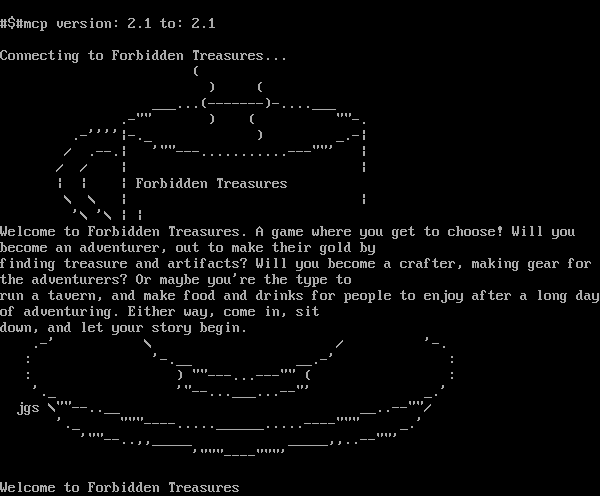 #$#mcp version: 2.1 to: 2.1
Connecting to Forbidden Treasures...
Forbidden Treasures
Welcome to Forbidden Treasures. A game where you get to choose! Will you
become an adventurer, out to make their gold by
finding treasure and artifacts? Will you become a crafter, making gear for
the adventurers? Or maybe you're the type to
run a tavern, and make food and drinks for people to enjoy after a long day
of adventuring. Either way, come in, sit
down, and let your story begin.
jgs
Welcome to Forbidden Treasures